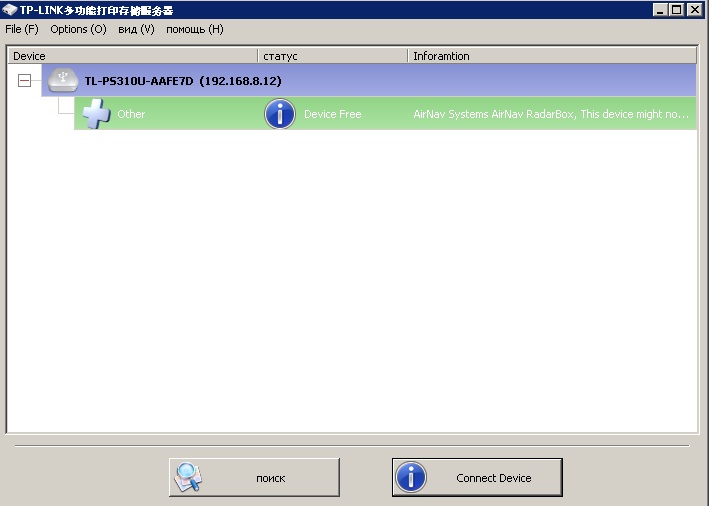 TP-LINK多功能打印存储服务器
File (F) Options (O) вид (V) помощь (H)
Device статус Inforamtion
TL-PS310U-AAFE7D (192.168.8.12)
Other Device Free AirNav Systems AirNav RadarBox, This device might no...
поиск Connect Device